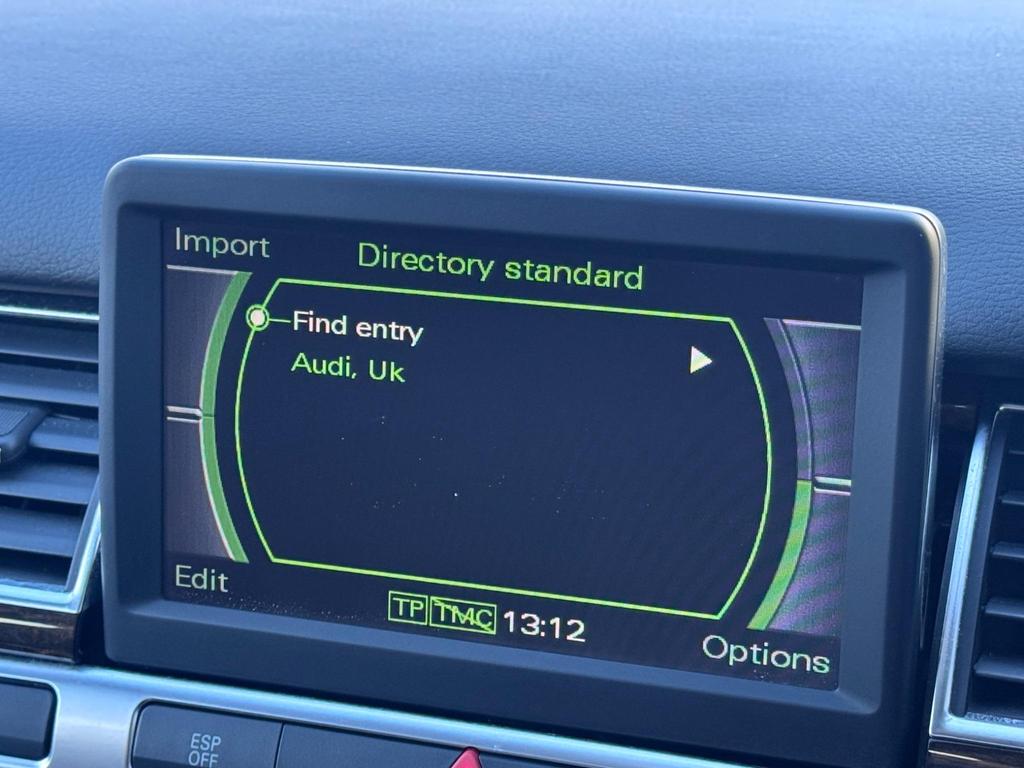 Import
Directory standard
Find entry
Audi, Uk
Edit
TP TMC 13:12
Options
ESP
OFF